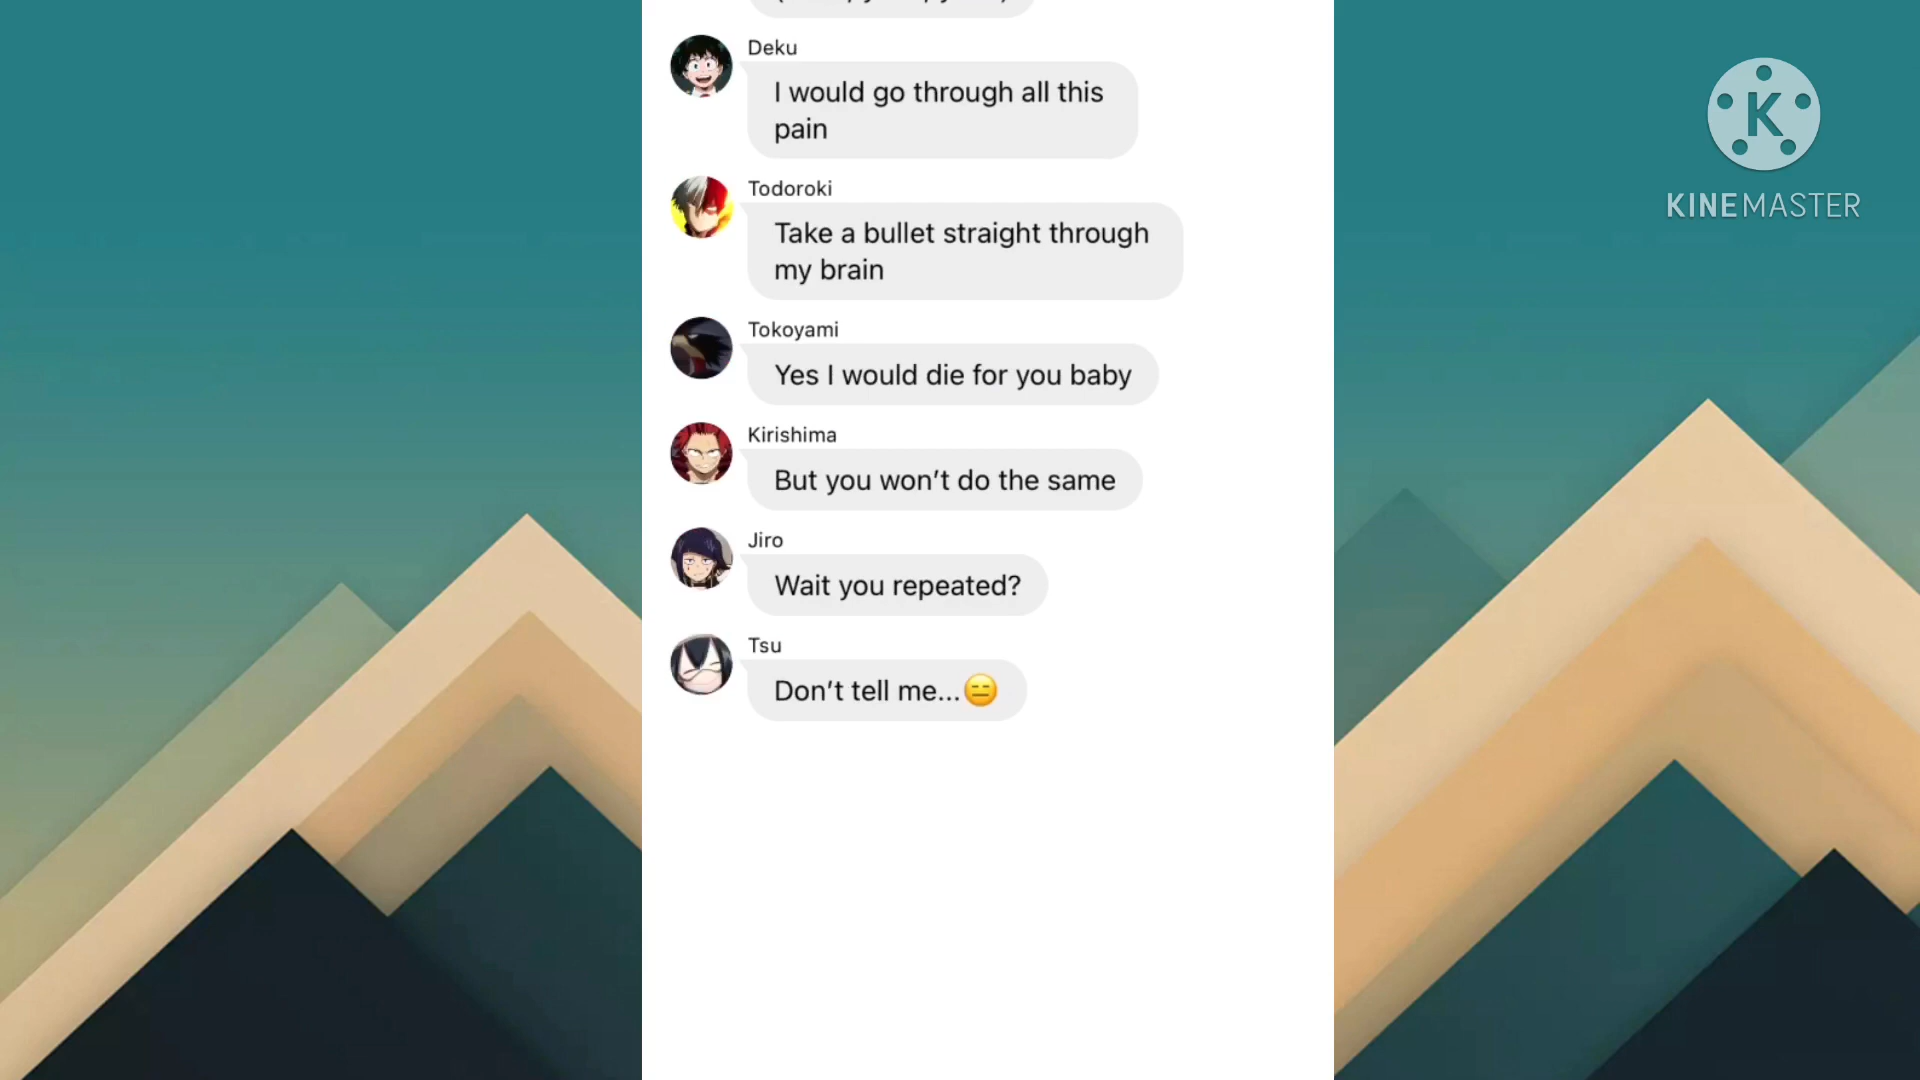 Deku
I would go through all this
pain
Todoroki
Take a bullet straight through
my brain
Tokoyami
Yes I would die for you baby
Kirishima
But you won’t do the same
Jiro
Wait you repeated?
Tsu
Don’t tell me...😑
K
KINEMASTER